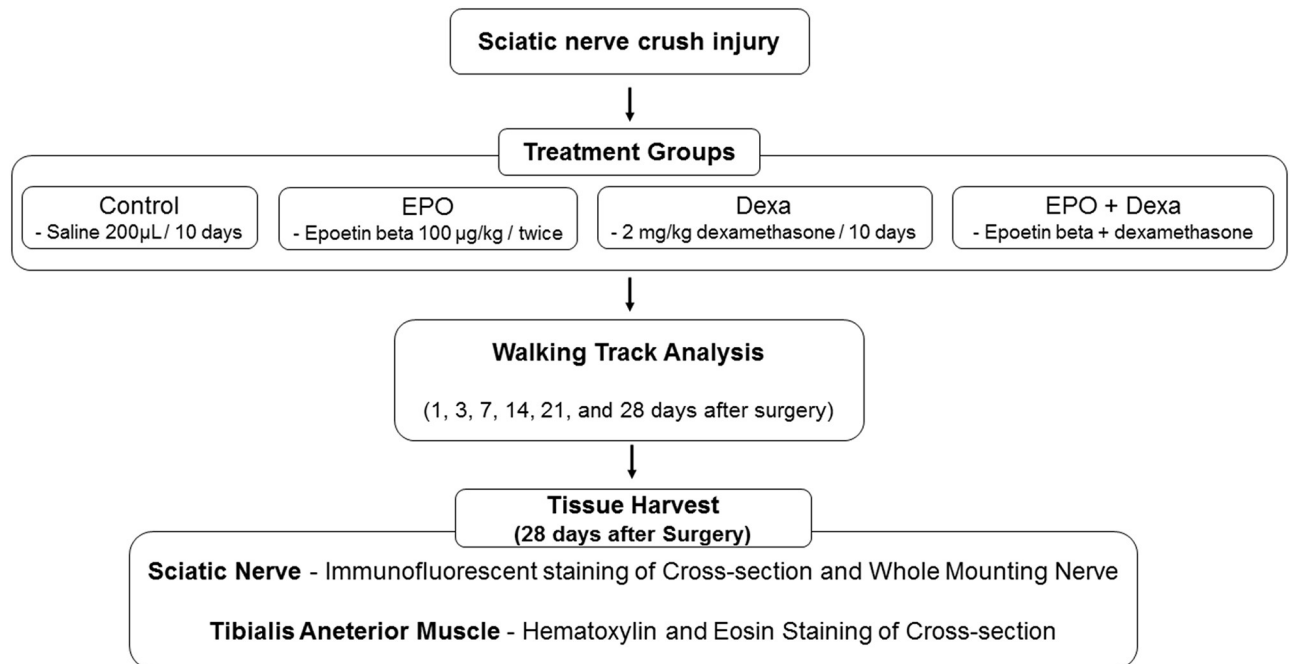 Sciatic nerve crush injury
Treatment Groups
Control
- Saline 200µL / 10 days
EPO
- Epoetin beta 100 µg/kg / twice
Dexa
- 2 mg/kg dexamethasone / 10 days
EPO + Dexa
- Epoetin beta + dexamethasone
Walking Track Analysis
(1, 3, 7, 14, 21, and 28 days after surgery)
Tissue Harvest
(28 days after Surgery)
Sciatic Nerve - Immunofluorescent staining of Cross-section and Whole Mounting Nerve
Tibialis Aneterior Muscle - Hematoxylin and Eosin Staining of Cross-section